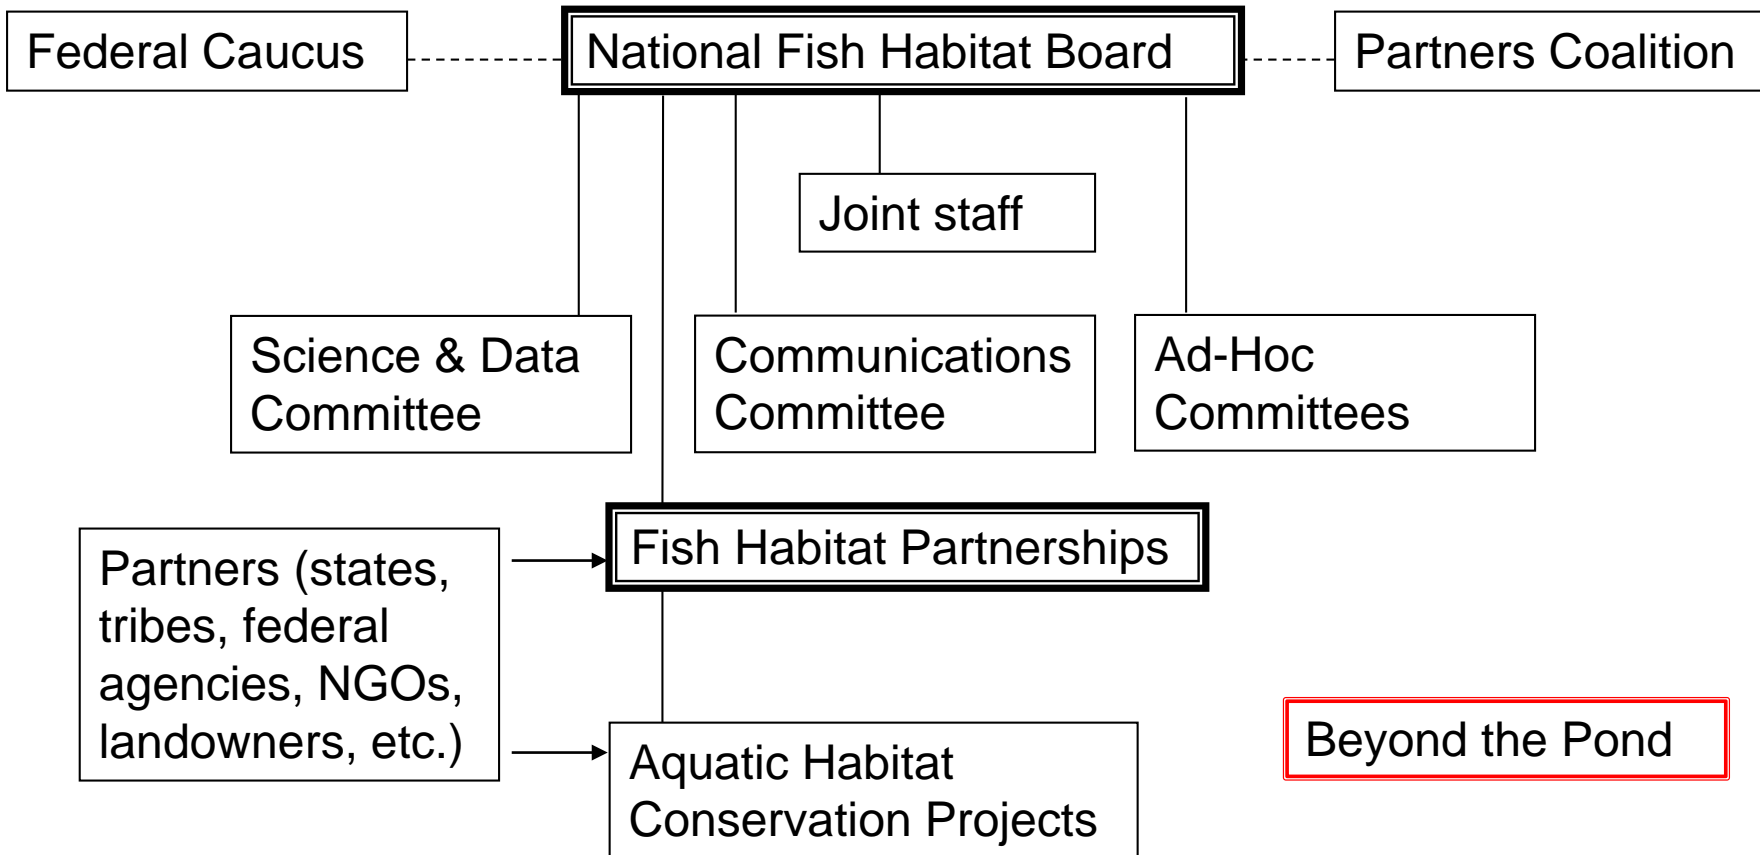 Federal Caucus
National Fish Habitat Board
Partners Coalition
Joint staff
Science & Data
Committee
Communications
Committee
Ad-Hoc
Committees
Fish Habitat Partnerships
Partners (states,
tribes, federal
agencies, NGOs,
landowners, etc.)
Beyond the Pond
Aquatic Habitat
Conservation Projects